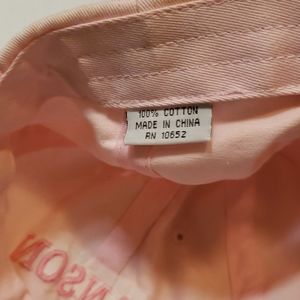 100% COTTON
MADE IN CHINA
RN 10652